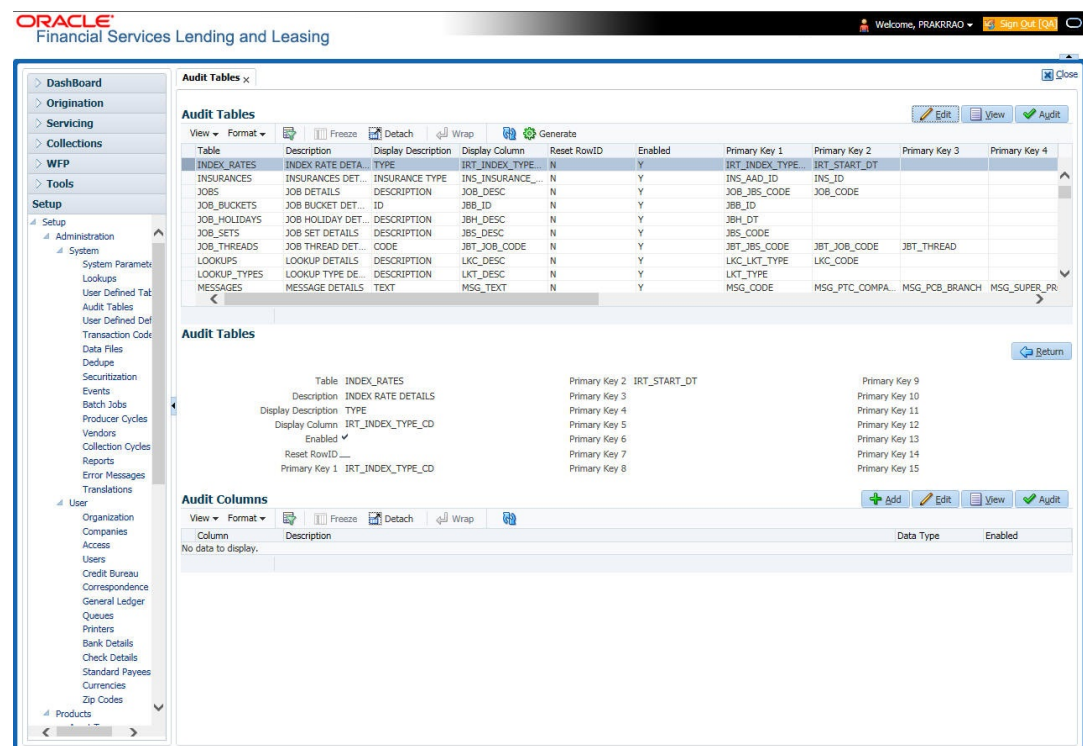 ORACLE
Financial Services Lending and Leasing
Welcome, PRAKRRAO
Sign Out [QA]
DashBoard
Origination
Servicing
Collections
WFP
Tools
Setup
Setup
Administration
System
System Paramete
Lookups
User Defined Tab
Audit Tables
User Defined Def
Transaction Code
Data Files
Dedupe
Securitization
Events
Batch Jobs
Producer Cycles
Vendors
Collection Cycles
Reports
Error Messages
Translations
User
Organization
Companies
Access
Users
Credit Bureau
Correspondence
General Ledger
Queues
Printers
Bank Details
Check Details
Standard Payees
Currencies
Zip Codes
Products
Audit Tables
Close
Audit Tables
Edit View Audit
View Format Freeze Detach Wrap Generate
Table Description Display Description Display Column Reset RowID Enabled Primary Key 1 Primary Key 2 Primary Key 3 Primary Key 4
INDEX_RATES INDEX RATE DETA... TYPE IRT_INDEX_TYPE... N Y IRT_INDEX_TYPE... IRT_START_DT
INSURANCES INSURANCES DET... INSURANCE TYPE INS_INSURANCE_... N Y INS_AAD_ID INS_ID
JOBS JOB DETAILS DESCRIPTION JOB_DESC N Y JOB_JBS_CODE JOB_CODE
JOB_BUCKETS JOB BUCKET DET... ID JBB_ID N Y JBB_ID
JOB_HOLIDAYS JOB HOLIDAY DET... DESCRIPTION JBH_DESC N Y JBH_DT
JOB_SETS JOB SET DETAILS DESCRIPTION JBS_DESC N Y JBS_CODE
JOB_THREADS JOB THREAD DET... CODE JBT_JOB_CODE N Y JBT_JBS_CODE JBT_JOB_CODE JBT_THREAD
LOOKUPS LOOKUP DETAILS DESCRIPTION LKC_DESC N Y LKC_LKT_TYPE LKC_CODE
LOOKUP_TYPES LOOKUP TYPE DE... DESCRIPTION LKT_DESC N Y LKT_TYPE
MESSAGES MESSAGE DETAILS TEXT MSG_TEXT N Y MSG_CODE MSG_PTC_COMPA... MSG_PCB_BRANCH MSG_SUPER_PR
Audit Tables
Return
Table INDEX_RATES Primary Key 2 IRT_START_DT Primary Key 9
Description INDEX RATE DETAILS Primary Key 3 Primary Key 10
Display Description TYPE Primary Key 4 Primary Key 11
Display Column IRT_INDEX_TYPE_CD Primary Key 5 Primary Key 12
Enabled Primary Key 6 Primary Key 13
Reset RowID Primary Key 7 Primary Key 14
Primary Key 1 IRT_INDEX_TYPE_CD Primary Key 8 Primary Key 15
Audit Columns
Add Edit View Audit
View Format Freeze Detach Wrap
Column Description Data Type Enabled
No data to display.